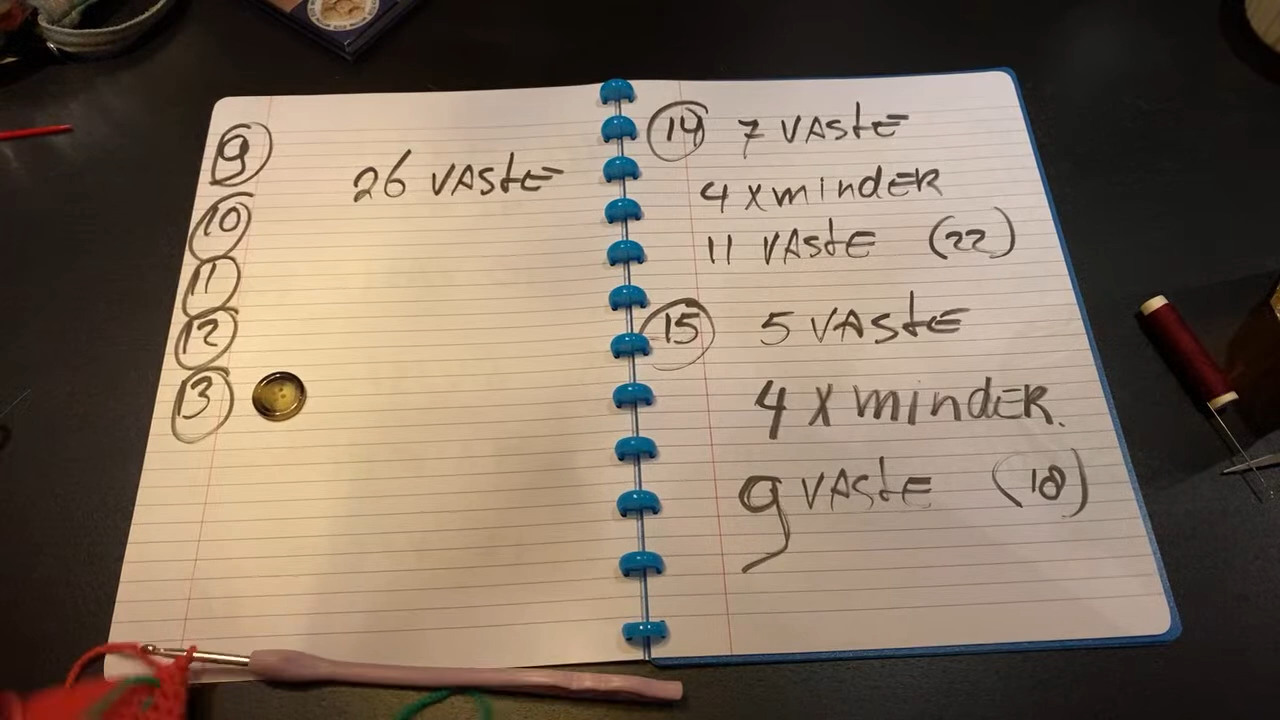 9
26 VASTE
10
11
12
13
14 7 VASTE
4 x mindER
11 VASTE (22)
15 5 VASTE
4 x mindER.
9 VASTE (18)